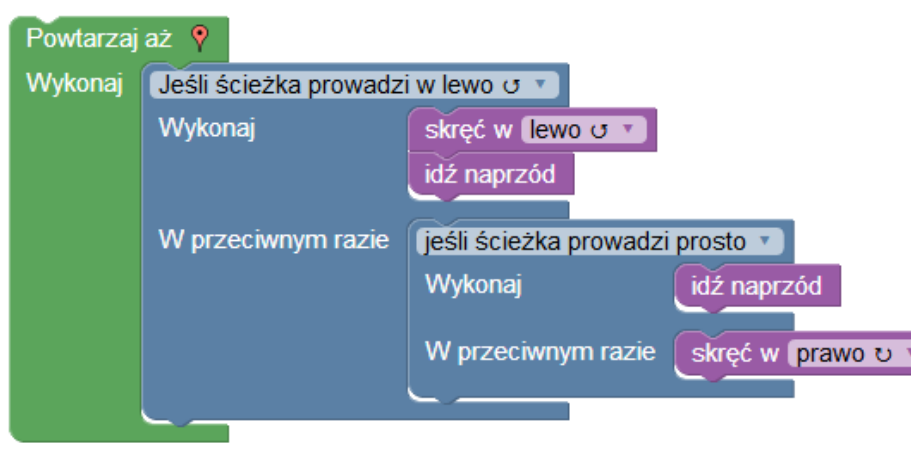 Powtarzaj aż
Wykonaj
Jeśli ścieżka prowadzi w lewo ↺ ▾
Wykonaj
skręć w lewo ↺ ▾
idź naprzód
W przeciwnym razie
jeśli ścieżka prowadzi prosto ▾
Wykonaj
idź naprzód
W przeciwnym razie
skręć w prawo ↻